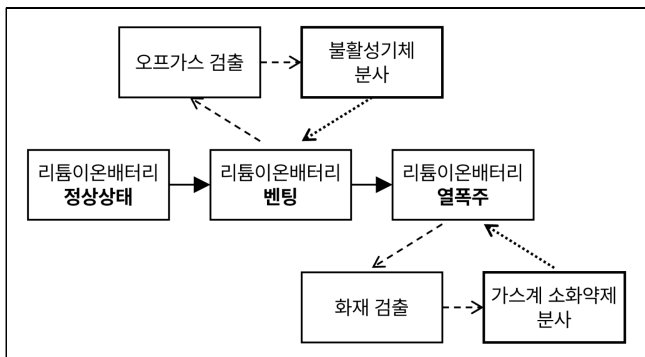 오프가스 검출
불활성기체
분사
리튬이온배터리
정상상태
리튬이온배터리
벤팅
리튬이온배터리
열폭주
화재 검출
가스계 소화약제
분사